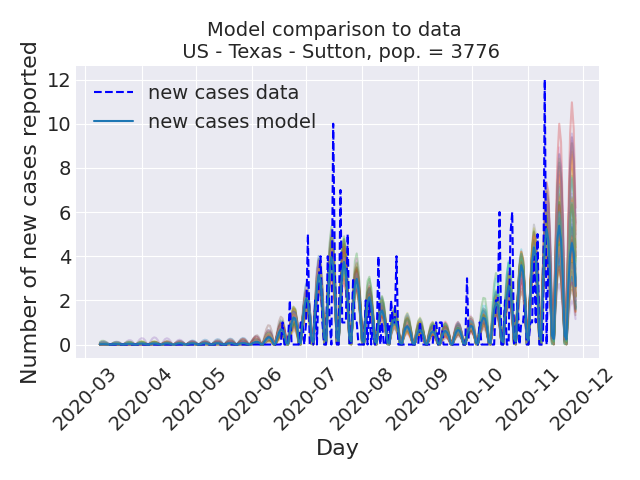 Model comparison to data
US - Texas - Sutton, pop. = 3776
Number of new cases reported
12
10
8
6
4
2
0
new cases data
new cases model
2020-03
2020-04
2020-05
2020-06
2020-07
2020-08
2020-09
2020-10
2020-11
2020-12
Day